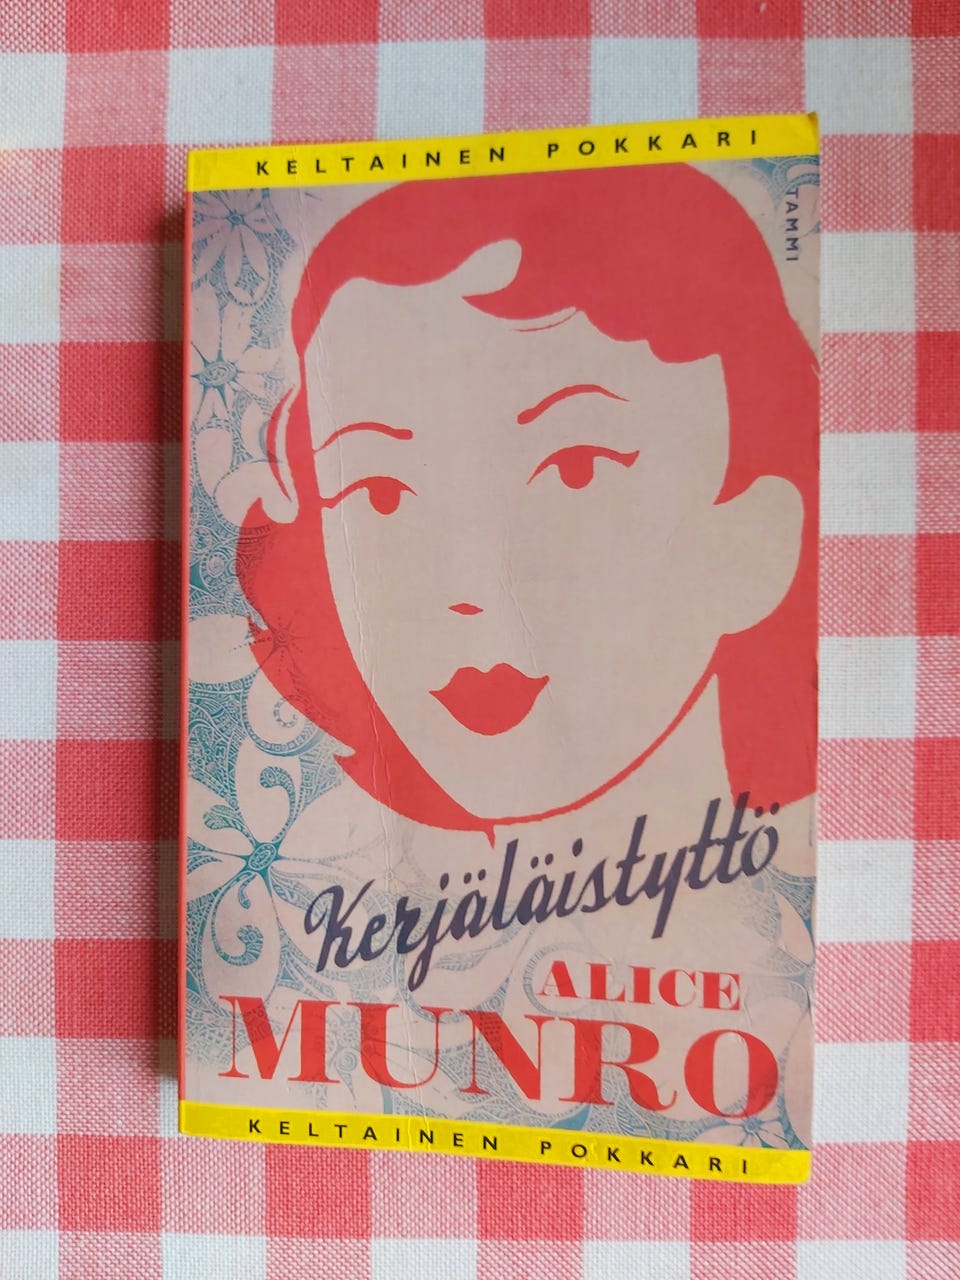 KELTAINEN POKKARI
TAMMI
Kerjäläistyttö
ALICE
MUNRO
KELTAINEN POKKARI